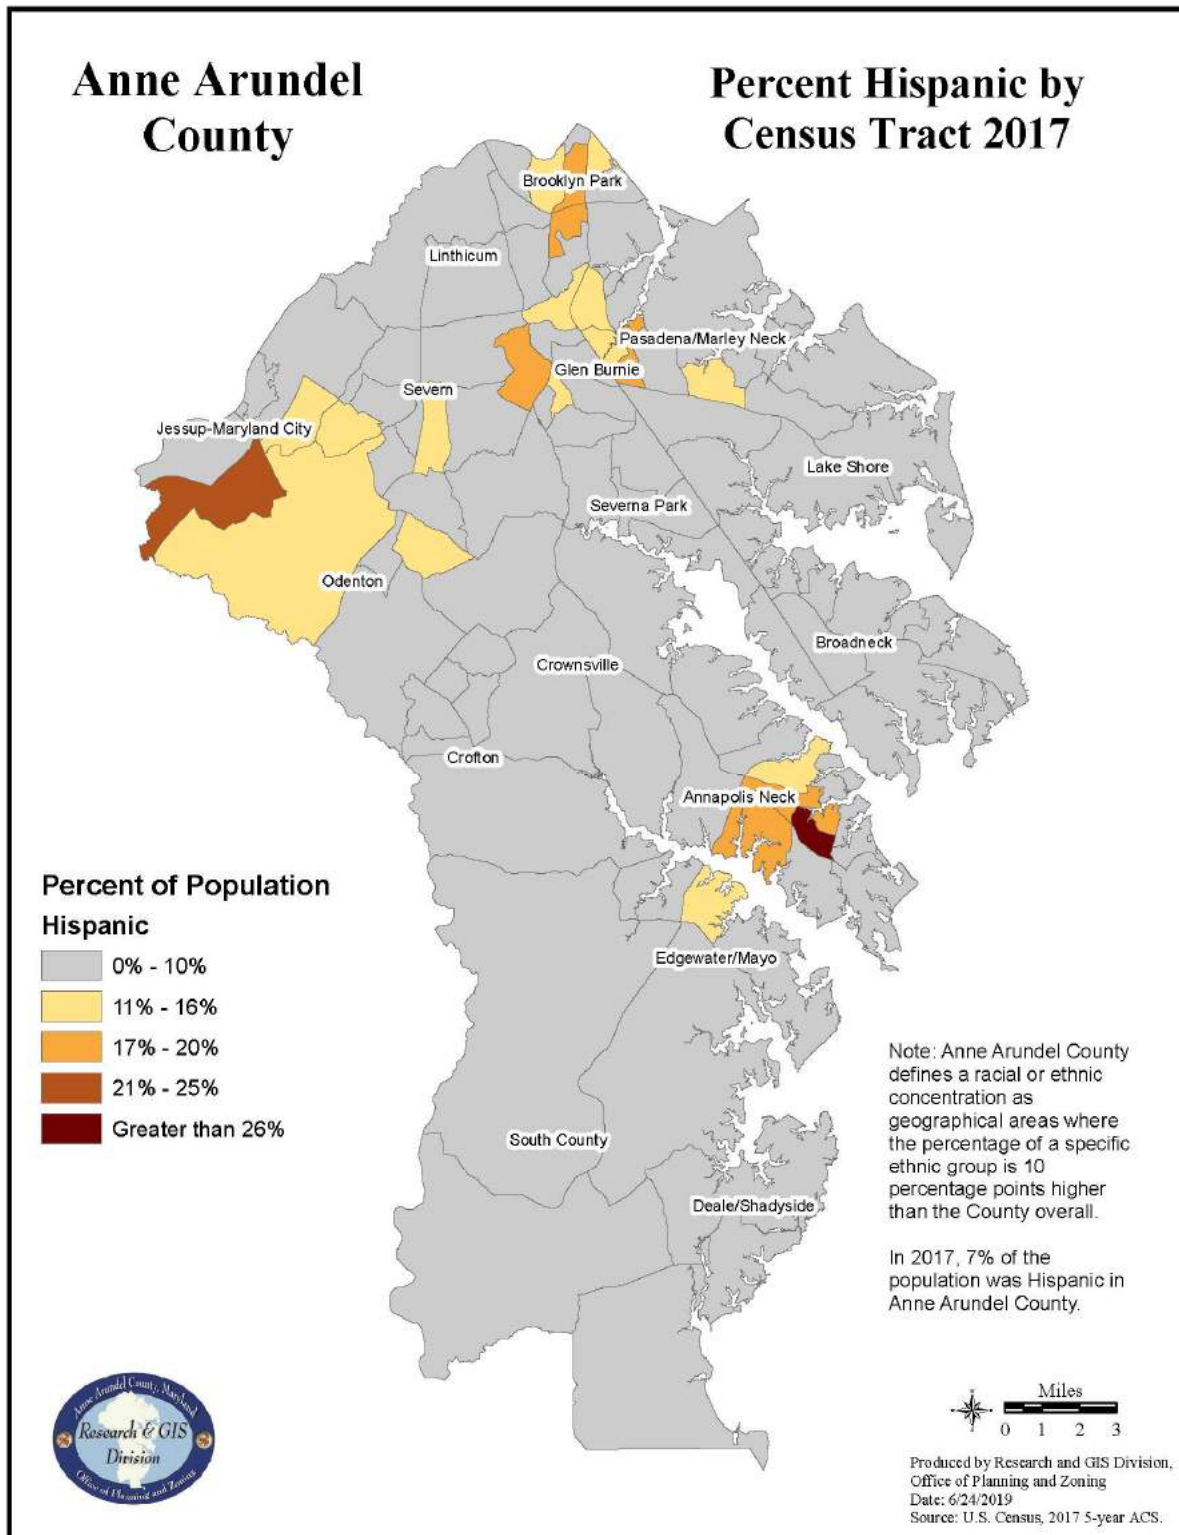 Anne Arundel
County
Percent Hispanic by
Census Tract 2017
Brooklyn Park
Linthicum
Pasadena/Marley Neck
Glen Burnie
Severn
Jessup-Maryland City
Lake Shore
Severna Park
Odenton
Broadneck
Crownsville
Crofton
Annapolis Neck
Edgewater/Mayo
South County
Deale/Shadyside
Percent of Population
Hispanic
0% - 10%
11% - 16%
17% - 20%
21% - 25%
Greater than 26%
Note: Anne Arundel County
defines a racial or ethnic
concentration as
geographical areas where
the percentage of a specific
ethnic group is 10
percentage points higher
than the County overall.
In 2017, 7% of the
population was Hispanic in
Anne Arundel County.
Anne Arundel County, Maryland
Research & GIS
Division
Office of Planning and Zoning
Miles
0 1 2 3
Produced by Research and GIS Division,
Office of Planning and Zoning
Date: 6/24/2019
Source: U.S. Census, 2017 5-year ACS.